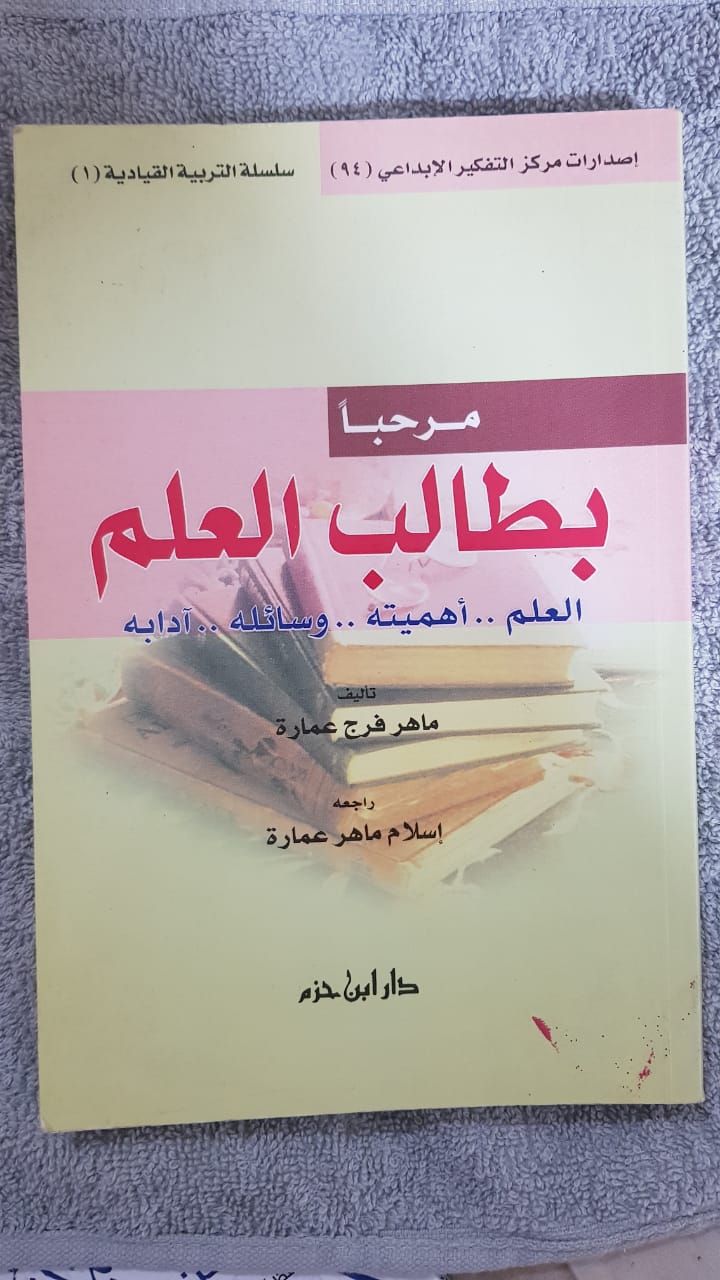 إصدارات مركز التفكير الإبداعي (٩٤)
سلسلة التربية القيادية (١)
مرحباً
بطالب العلم
العلم .. أهميته .. وسائله .. آدابه
تأليف
ماهر فرج عمارة
راجعه
إسلام ماهر عمارة
دار ابن حزم